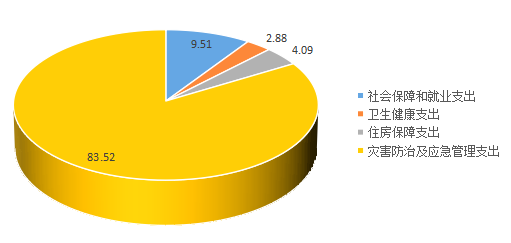 9.51
2.88
4.09
83.52
社会保障和就业支出
卫生健康支出
住房保障支出
灾害防治及应急管理支出